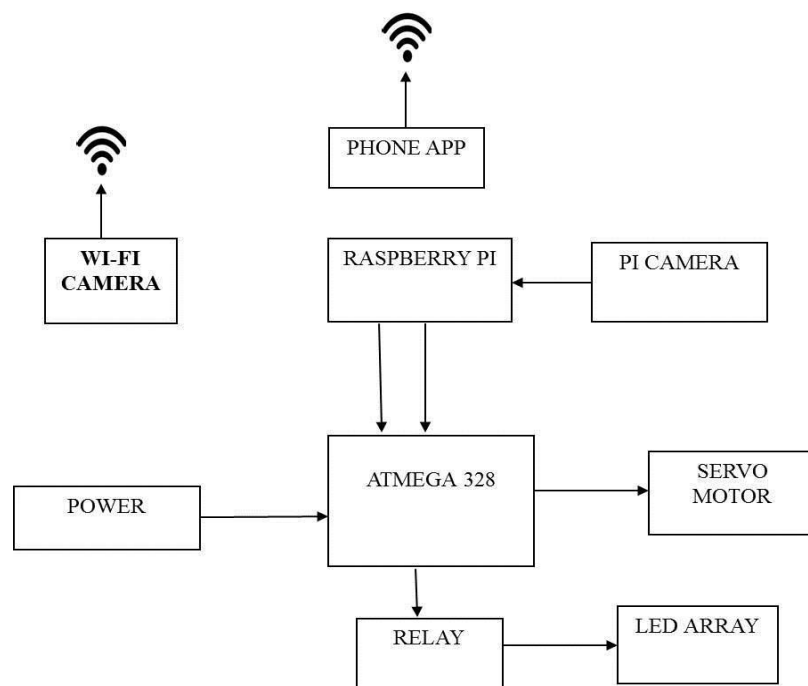 PHONE APP
WI-FI
CAMERA
RASPBERRY PI
PI CAMERA
ATMEGA 328
SERVO
MOTOR
POWER
RELAY
LED ARRAY